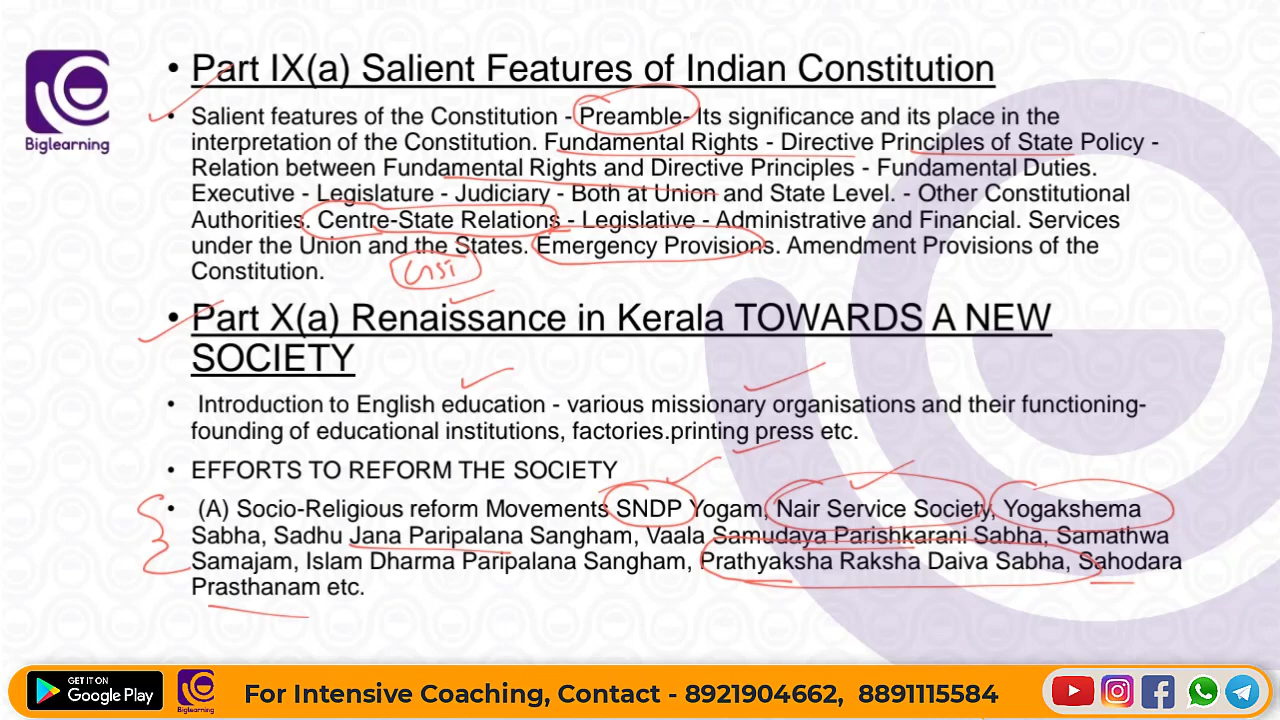 • Part IX(a) Salient Features of Indian Constitution
• Salient features of the Constitution - Preamble- Its significance and its place in the
interpretation of the Constitution. Fundamental Rights - Directive Principles of State Policy -
Relation between Fundamental Rights and Directive Principles - Fundamental Duties.
Executive - Legislature - Judiciary - Both at Union and State Level. - Other Constitutional
Authorities. Centre-State Relations - Legislative - Administrative and Financial. Services
under the Union and the States. Emergency Provisions. Amendment Provisions of the
Constitution.
Biglearning
• Part X(a) Renaissance in Kerala TOWARDS A NEW
SOCIETY
• Introduction to English education - various missionary organisations and their functioning-
founding of educational institutions, factories.printing press etc.
• EFFORTS TO REFORM THE SOCIETY
• (A) Socio-Religious reform Movements SNDP Yogam, Nair Service Society, Yogakshema
Sabha, Sadhu Jana Paripalana Sangham, Vaala Samudaya Parishkarani Sabha, Samathwa
Samajam, Islam Dharma Paripalana Sangham, Prathyaksha Raksha Daiva Sabha, Sahodara
Prasthanam etc.
GET IT ON
Google Play
Biglearning
For Intensive Coaching, Contact - 8921904662, 8891115584